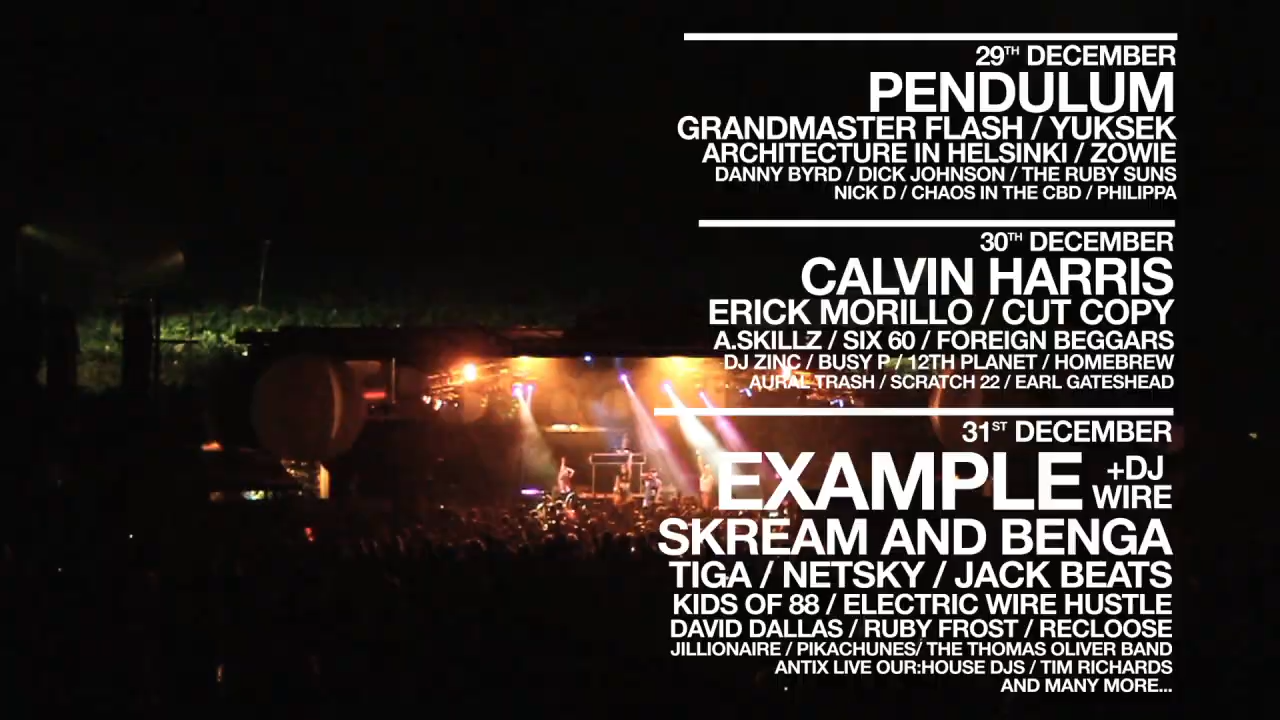 29TH DECEMBER
PENDULUM
GRANDMASTER FLASH / YUKSEK
ARCHITECTURE IN HELSINKI / ZOWIE
DANNY BYRD / DICK JOHNSON / THE RUBY SUNS
NICK D / CHAOS IN THE CBD / PHILIPPA
30TH DECEMBER
CALVIN HARRIS
ERICK MORILLO / CUT COPY
A.SKILLZ / SIX 60 / FOREIGN BEGGARS
DJ ZINC / BUSY P / 12TH PLANET / HOMEBREW
AURAL TRASH / SCRATCH 22 / EARL GATESHEAD
31ST DECEMBER
EXAMPLE +DJ WIRE
SKREAM AND BENGA
TIGA / NETSKY / JACK BEATS
KIDS OF 88 / ELECTRIC WIRE HUSTLE
DAVID DALLAS / RUBY FROST / RECLOOSE
JILLIONAIRE / PIKACHUNES/ THE THOMAS OLIVER BAND
ANTIX LIVE OUR:HOUSE DJS / TIM RICHARDS
AND MANY MORE...